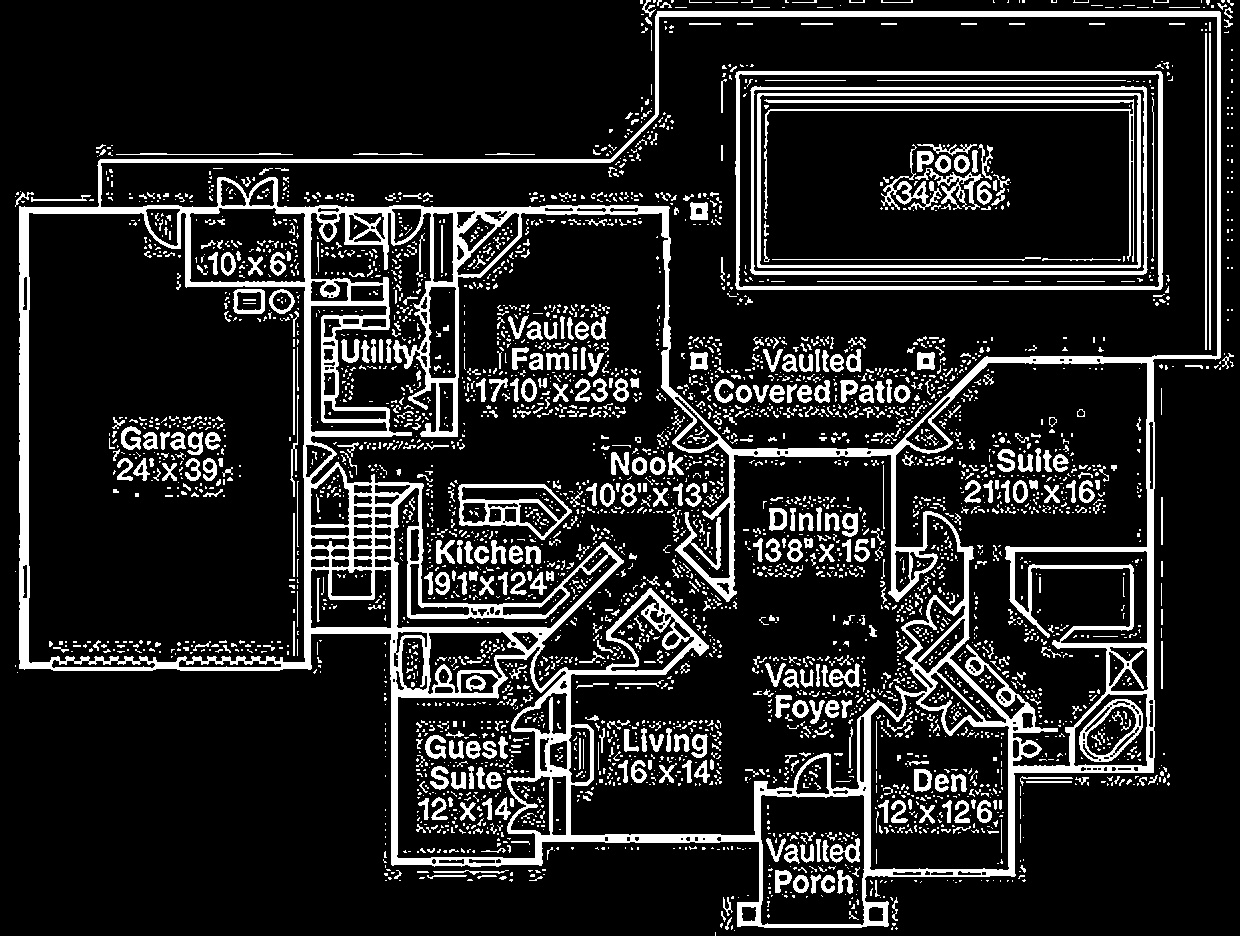 Pool
34' x 16'
10' x 6'
Utility
Vaulted
Family
17'10" x 23'8"
Vaulted
Covered Patio
Garage
24' x 39'
Nook
10'8" x 13'
Suite
21'10" x 16'
Dining
13'8" x 15'
Kitchen
19'1" x 12'4"
Vaulted
Foyer
Guest
Suite
12' x 14'
Living
16' x 14'
Den
12' x 12'6"
Vaulted
Porch